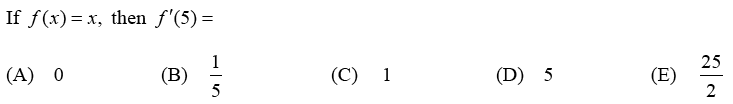 If f(x) = x, then f'(5) =
(A) 0 (B) 1/5 (C) 1 (D) 5 (E) 25/2